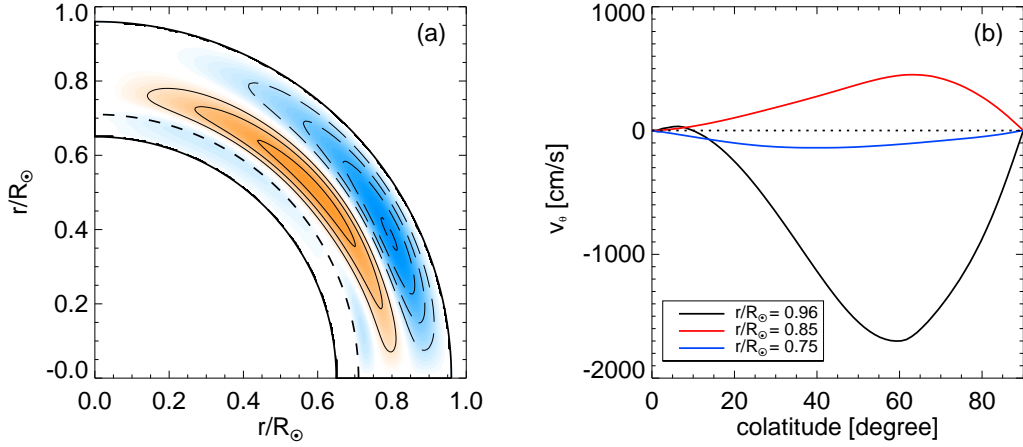 (a)
1.0
0.8
0.6
0.4
0.2
-0.0
r/R☉
0.0 0.2 0.4 0.6 0.8 1.0
r/R☉
(b)
1000
0
-1000
-2000
v_θ [cm/s]
r/R☉ = 0.96
r/R☉ = 0.85
r/R☉ = 0.75
0 20 40 60 80
colatitude [degree]